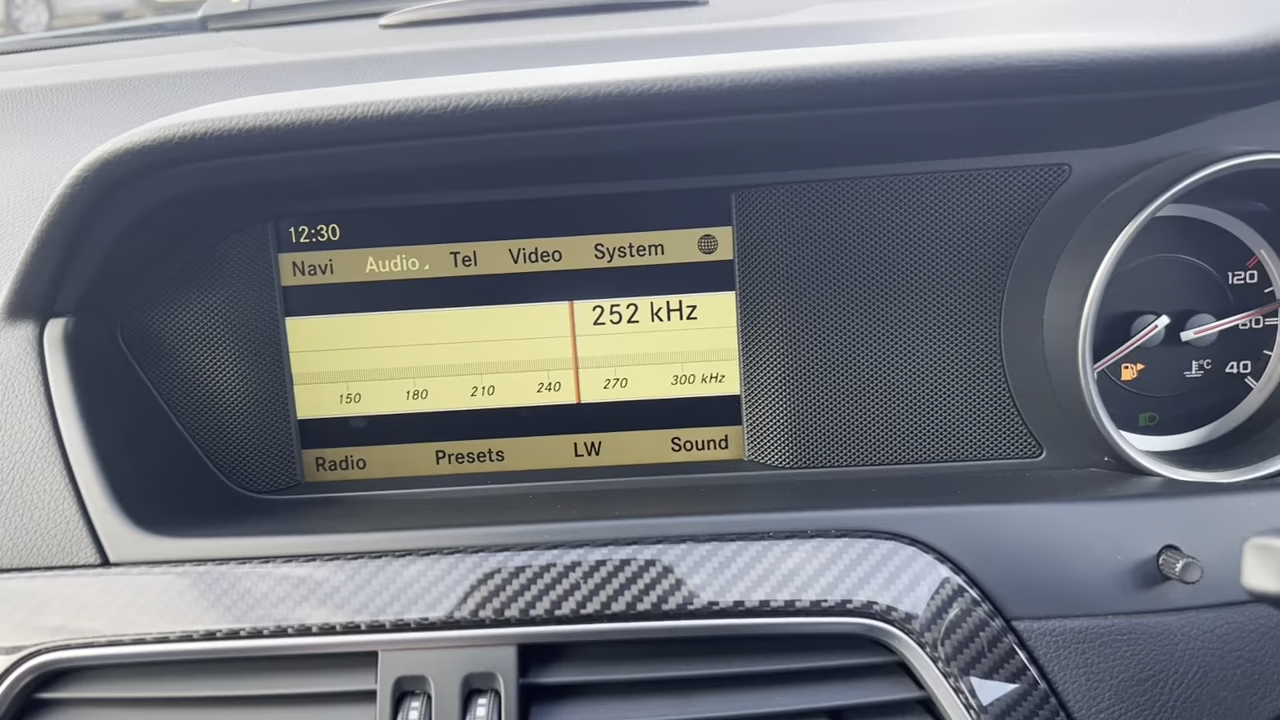 12:30
Navi Audio Tel Video System
252 kHz
150 180 210 240 270 300 kHz
Radio Presets LW Sound
120
80
40
°C